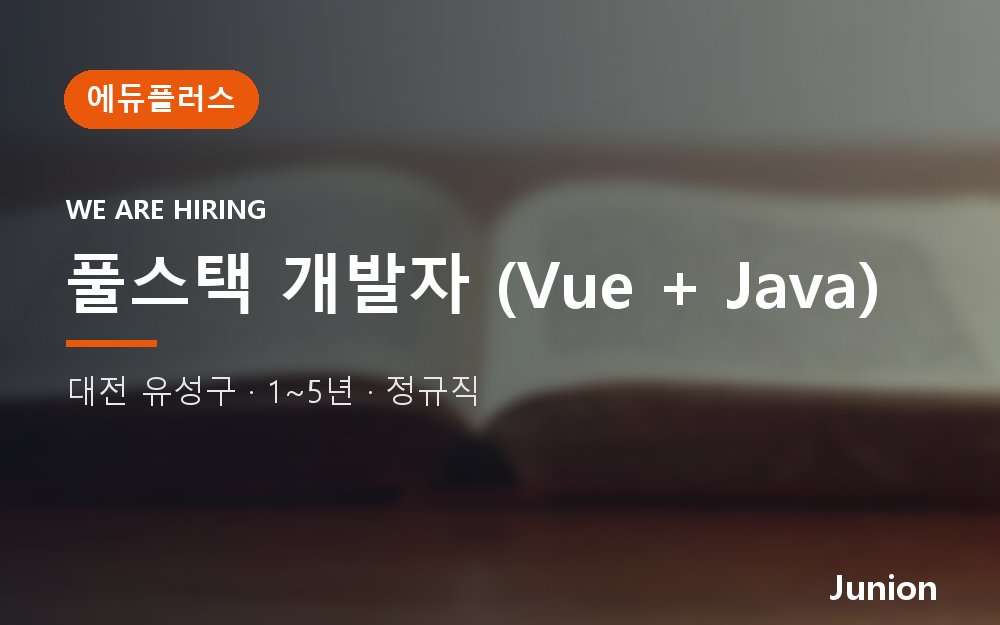 에듀플러스
WE ARE HIRING
풀스택 개발자 (Vue + Java)
대전 유성구 · 1~5년 · 정규직
Junion